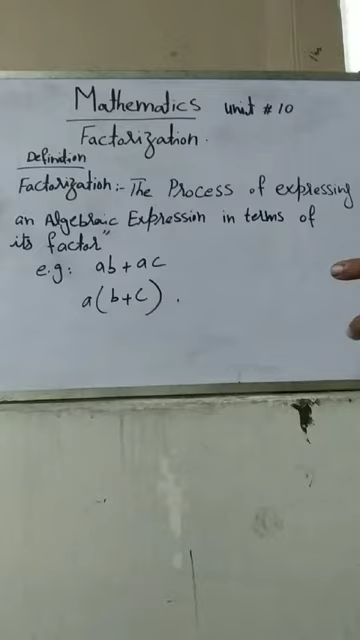 Mathematics unit # 10
Factorization.
Definition
Factorization:- The Process of expressing
an Algebraic Expression in terms of
its factor"
e.g: ab + ac
a(b+c).